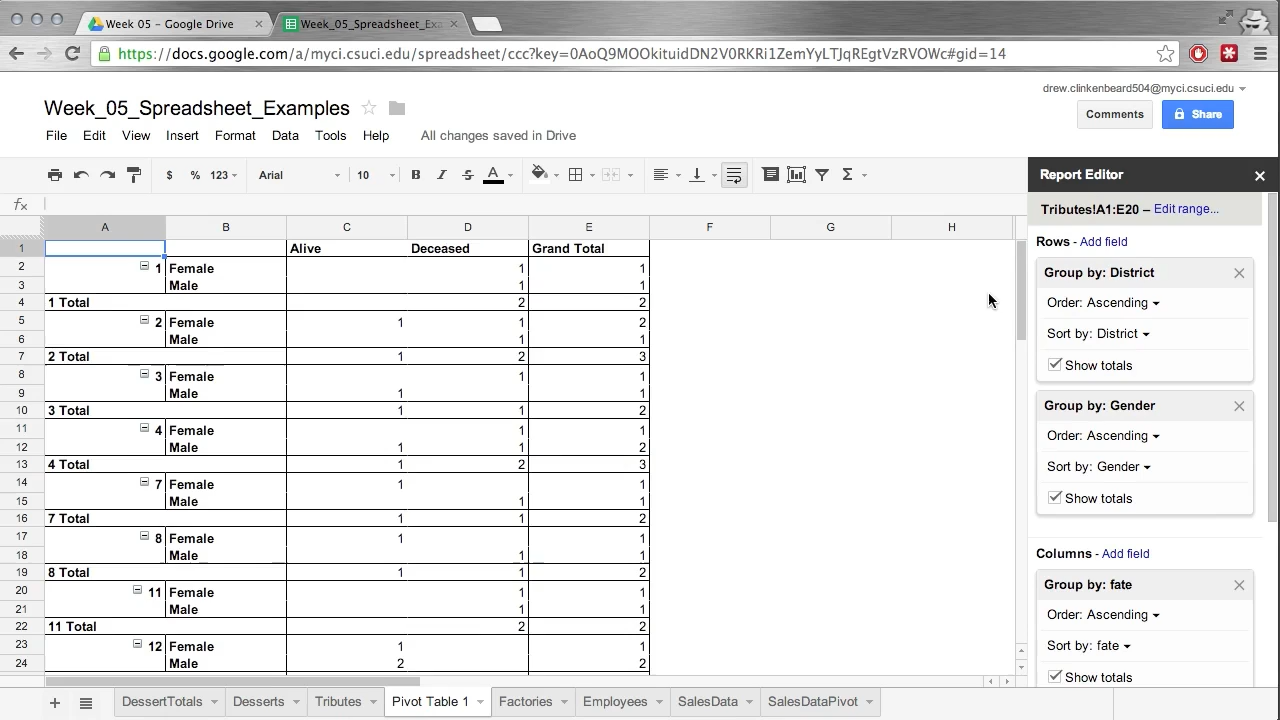 Week 05 – Google Drive
Week_05_Spreadsheet_Exa
https://docs.google.com/a/myci.csuci.edu/spreadsheet/ccc?key=0AoQ9MOOkituidDN2V0RKRi1ZemYyLTJqREgtVzRVOWc#gid=14
drew.clinkenbeard504@myci.csuci.edu
Week_05_Spreadsheet_Examples
Comments
Share
File Edit View Insert Format Data Tools Help All changes saved in Drive
$ % 123 Arial 10 B I S A Σ
Report Editor
fx
Tributes!A1:E20 – Edit range...
A B C D E F G H
Rows - Add field
1 Alive Deceased Grand Total
2 1 Female 1 1
3 Male 1 1
4 1 Total 2 2
5 2 Female 1 1 2
6 Male 1 1
7 2 Total 1 2 3
8 3 Female 1 1
9 Male 1 1
10 3 Total 1 1 2
11 4 Female 1 1
12 Male 1 1 2
13 4 Total 1 2 3
14 7 Female 1 1
15 Male 1 1
16 7 Total 1 1 2
17 8 Female 1 1
18 Male 1 1
19 8 Total 1 1 2
20 11 Female 1 1
21 Male 1 1
22 11 Total 2 2
23 12 Female 1 1
24 Male 2 2
Group by: District
Order: Ascending
Sort by: District
Show totals
Group by: Gender
Order: Ascending
Sort by: Gender
Show totals
Columns - Add field
Group by: fate
Order: Ascending
Sort by: fate
Show totals
DessertTotals Desserts Tributes Pivot Table 1 Factories Employees SalesData SalesDataPivot